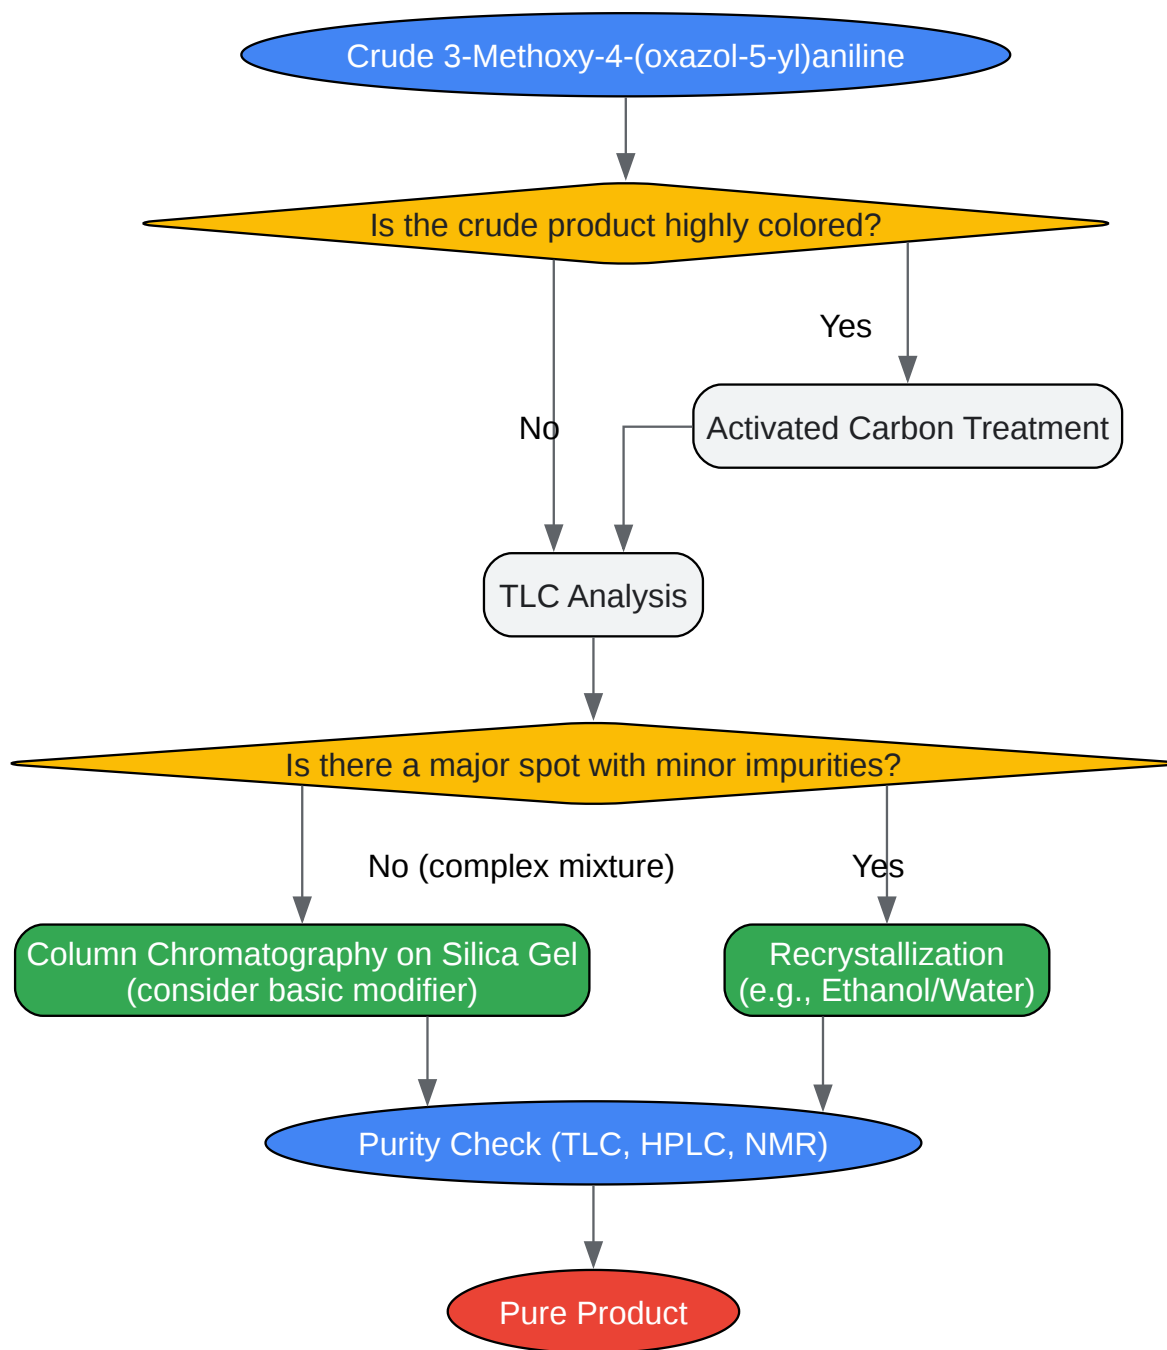 Crude 3-Methoxy-4-(oxazol-5-yl)aniline
Is the crude product highly colored?
Yes
Activated Carbon Treatment
No
TLC Analysis
Is there a major spot with minor impurities?
No (complex mixture)
Yes
Column Chromatography on Silica Gel
(consider basic modifier)
Recrystallization
(e.g., Ethanol/Water)
Purity Check (TLC, HPLC, NMR)
Pure Product